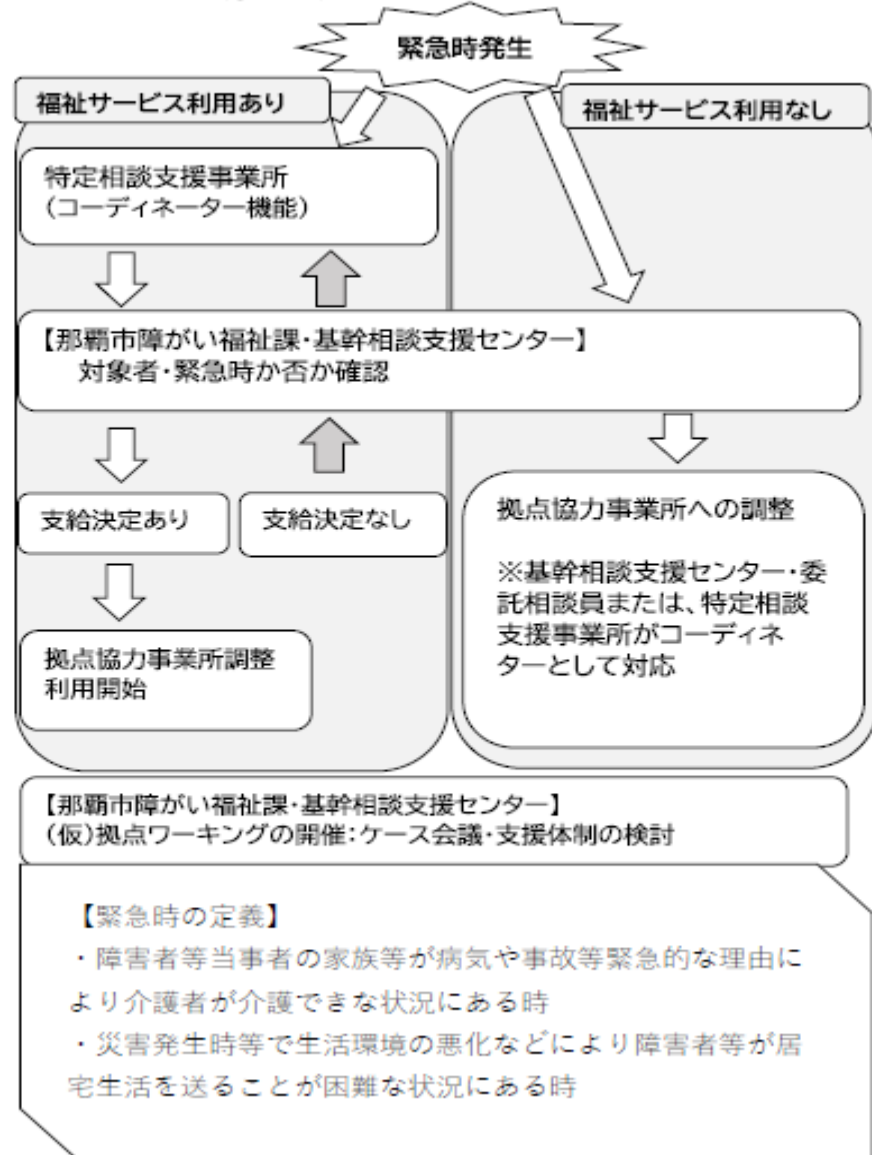 緊急時発生
福祉サービス利用あり
福祉サービス利用なし
特定相談支援事業所
(コーディネーター機能)
【那覇市障がい福祉課・基幹相談支援センター】
対象者・緊急時か否か確認
支給決定あり
支給決定なし
拠点協力事業所調整
利用開始
拠点協力事業所への調整
※基幹相談支援センター・委
託相談員または、特定相談
支援事業所がコーディネ
ターとして対応
【那覇市障がい福祉課・基幹相談支援センター】
(仮)拠点ワーキングの開催:ケース会議・支援体制の検討
【緊急時の定義】
・障害者等当事者の家族等が病気や事故等緊急的な理由に
より介護者が介護できな状況にある時
・災害発生時等で生活環境の悪化などにより障害者等が居
宅生活を送ることが困難な状況にある時